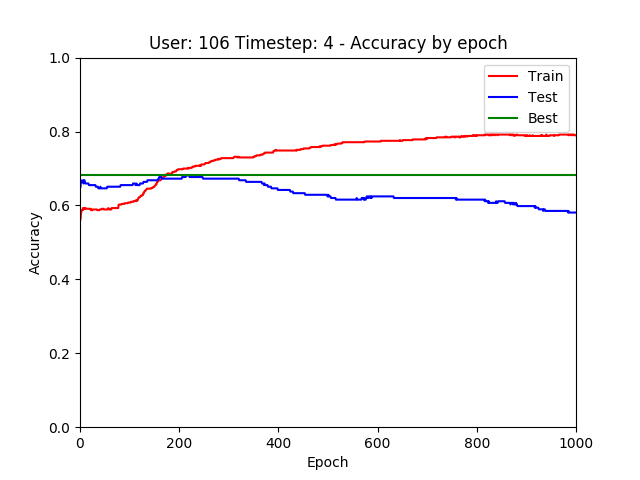 User: 106 Timestep: 4 - Accuracy by epoch
1.0
0.8
0.6
0.4
0.2
0.0
Accuracy
Train
Test
Best
0 200 400 600 800 1000
Epoch